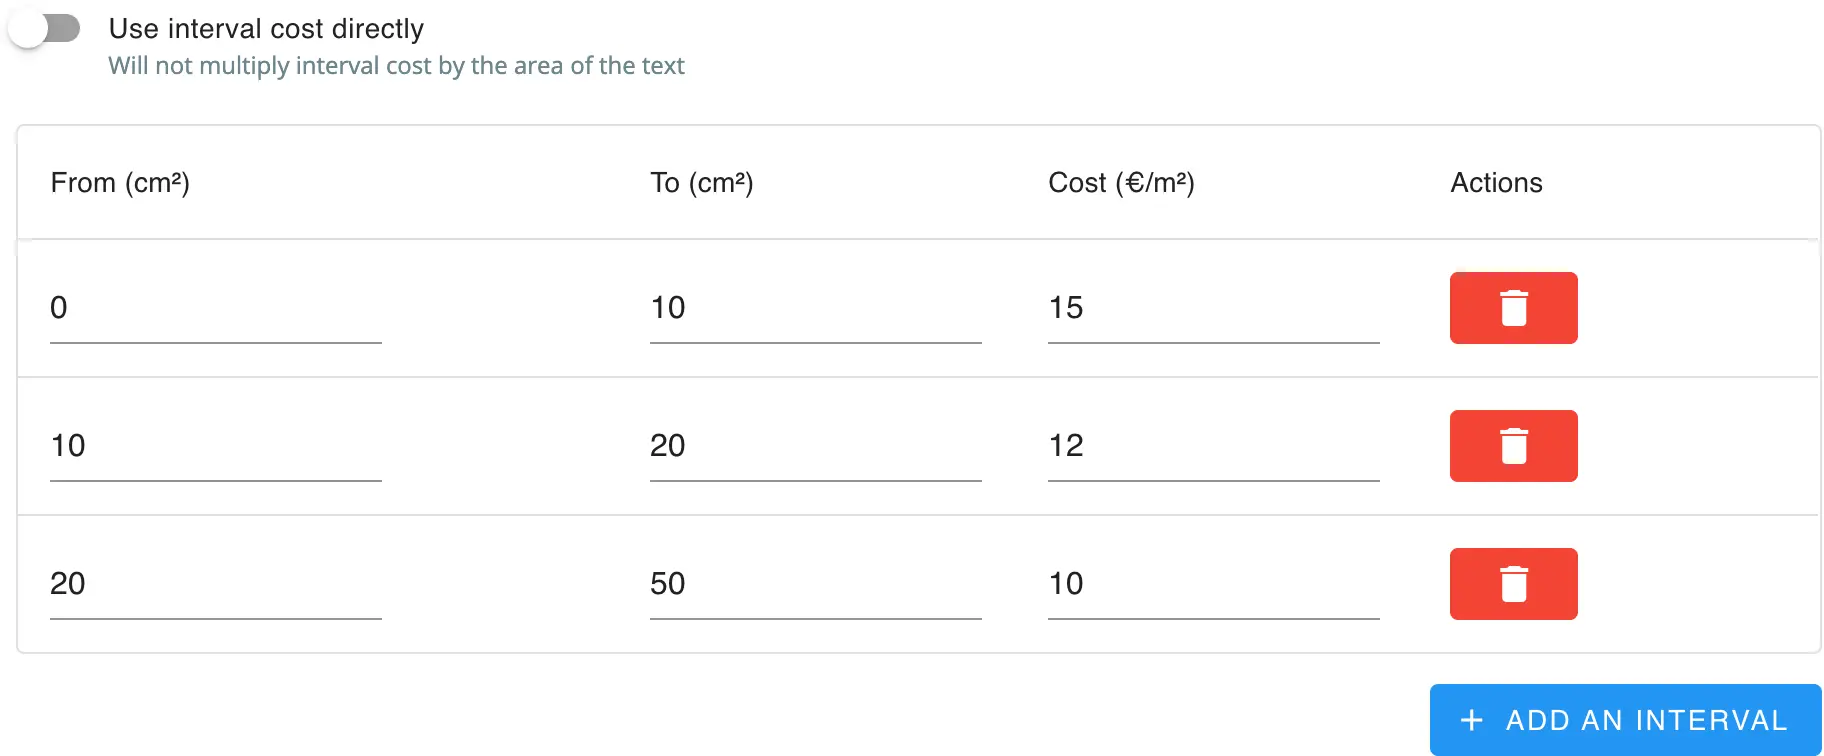 Use interval cost directly
Will not multiply interval cost by the area of the text
From (cm²) To (cm²) Cost (€/m²) Actions
0 10 15
10 20 12
20 50 10
+ ADD AN INTERVAL